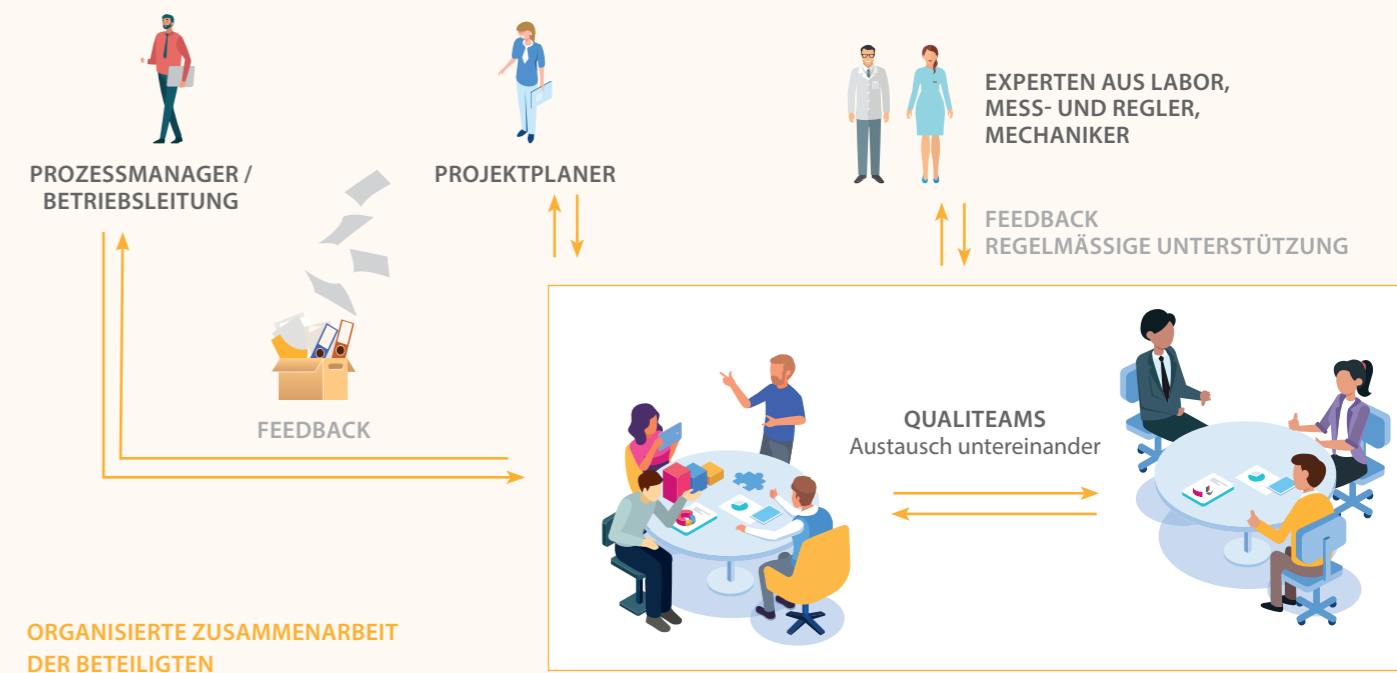 PROZESSMANAGER /
BETRIEBSLEITUNG
PROJEKTPLANER
EXPERTEN AUS LABOR,
MESS- UND REGLER,
MECHANIKER
FEEDBACK
REGELMÄSSIGE UNTERSTÜTZUNG
FEEDBACK
QUALITEAMS
Austausch untereinander
ORGANISIERTE ZUSAMMENARBEIT
DER BETEILIGTEN